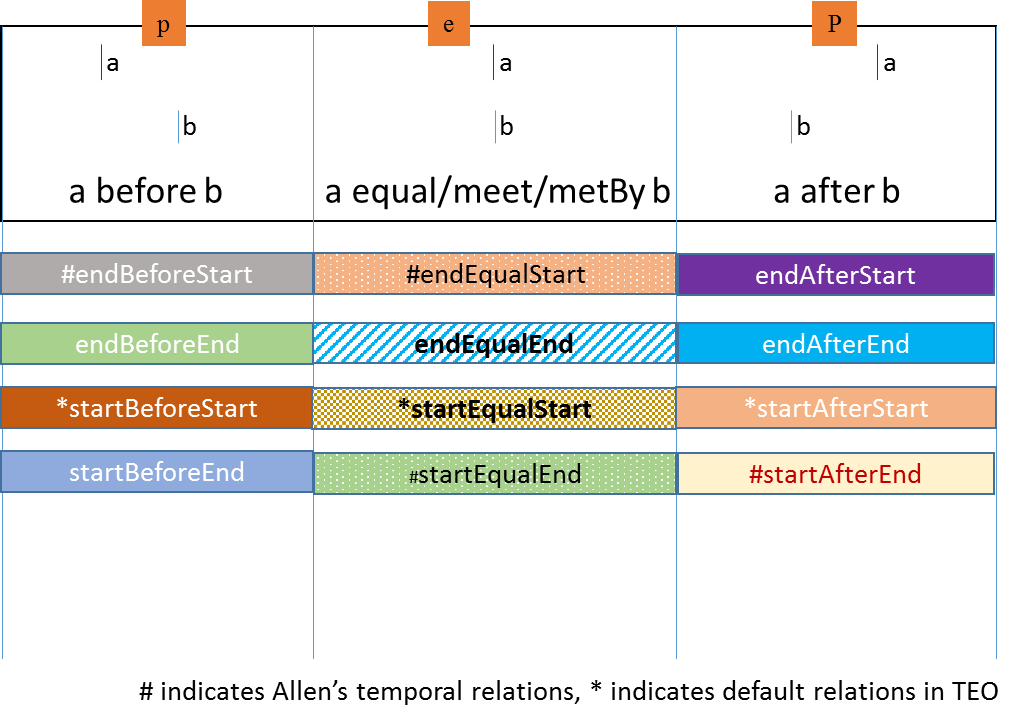 p e P
a a a
b b b
a before b a equal/meet/metBy b a after b
#endBeforeStart #endEqualStart endAfterStart
endBeforeEnd endEqualEnd endAfterEnd
*startBeforeStart *startEqualStart *startAfterStart
startBeforeEnd #startEqualEnd #startAfterEnd
# indicates Allen’s temporal relations, * indicates default relations in TEO